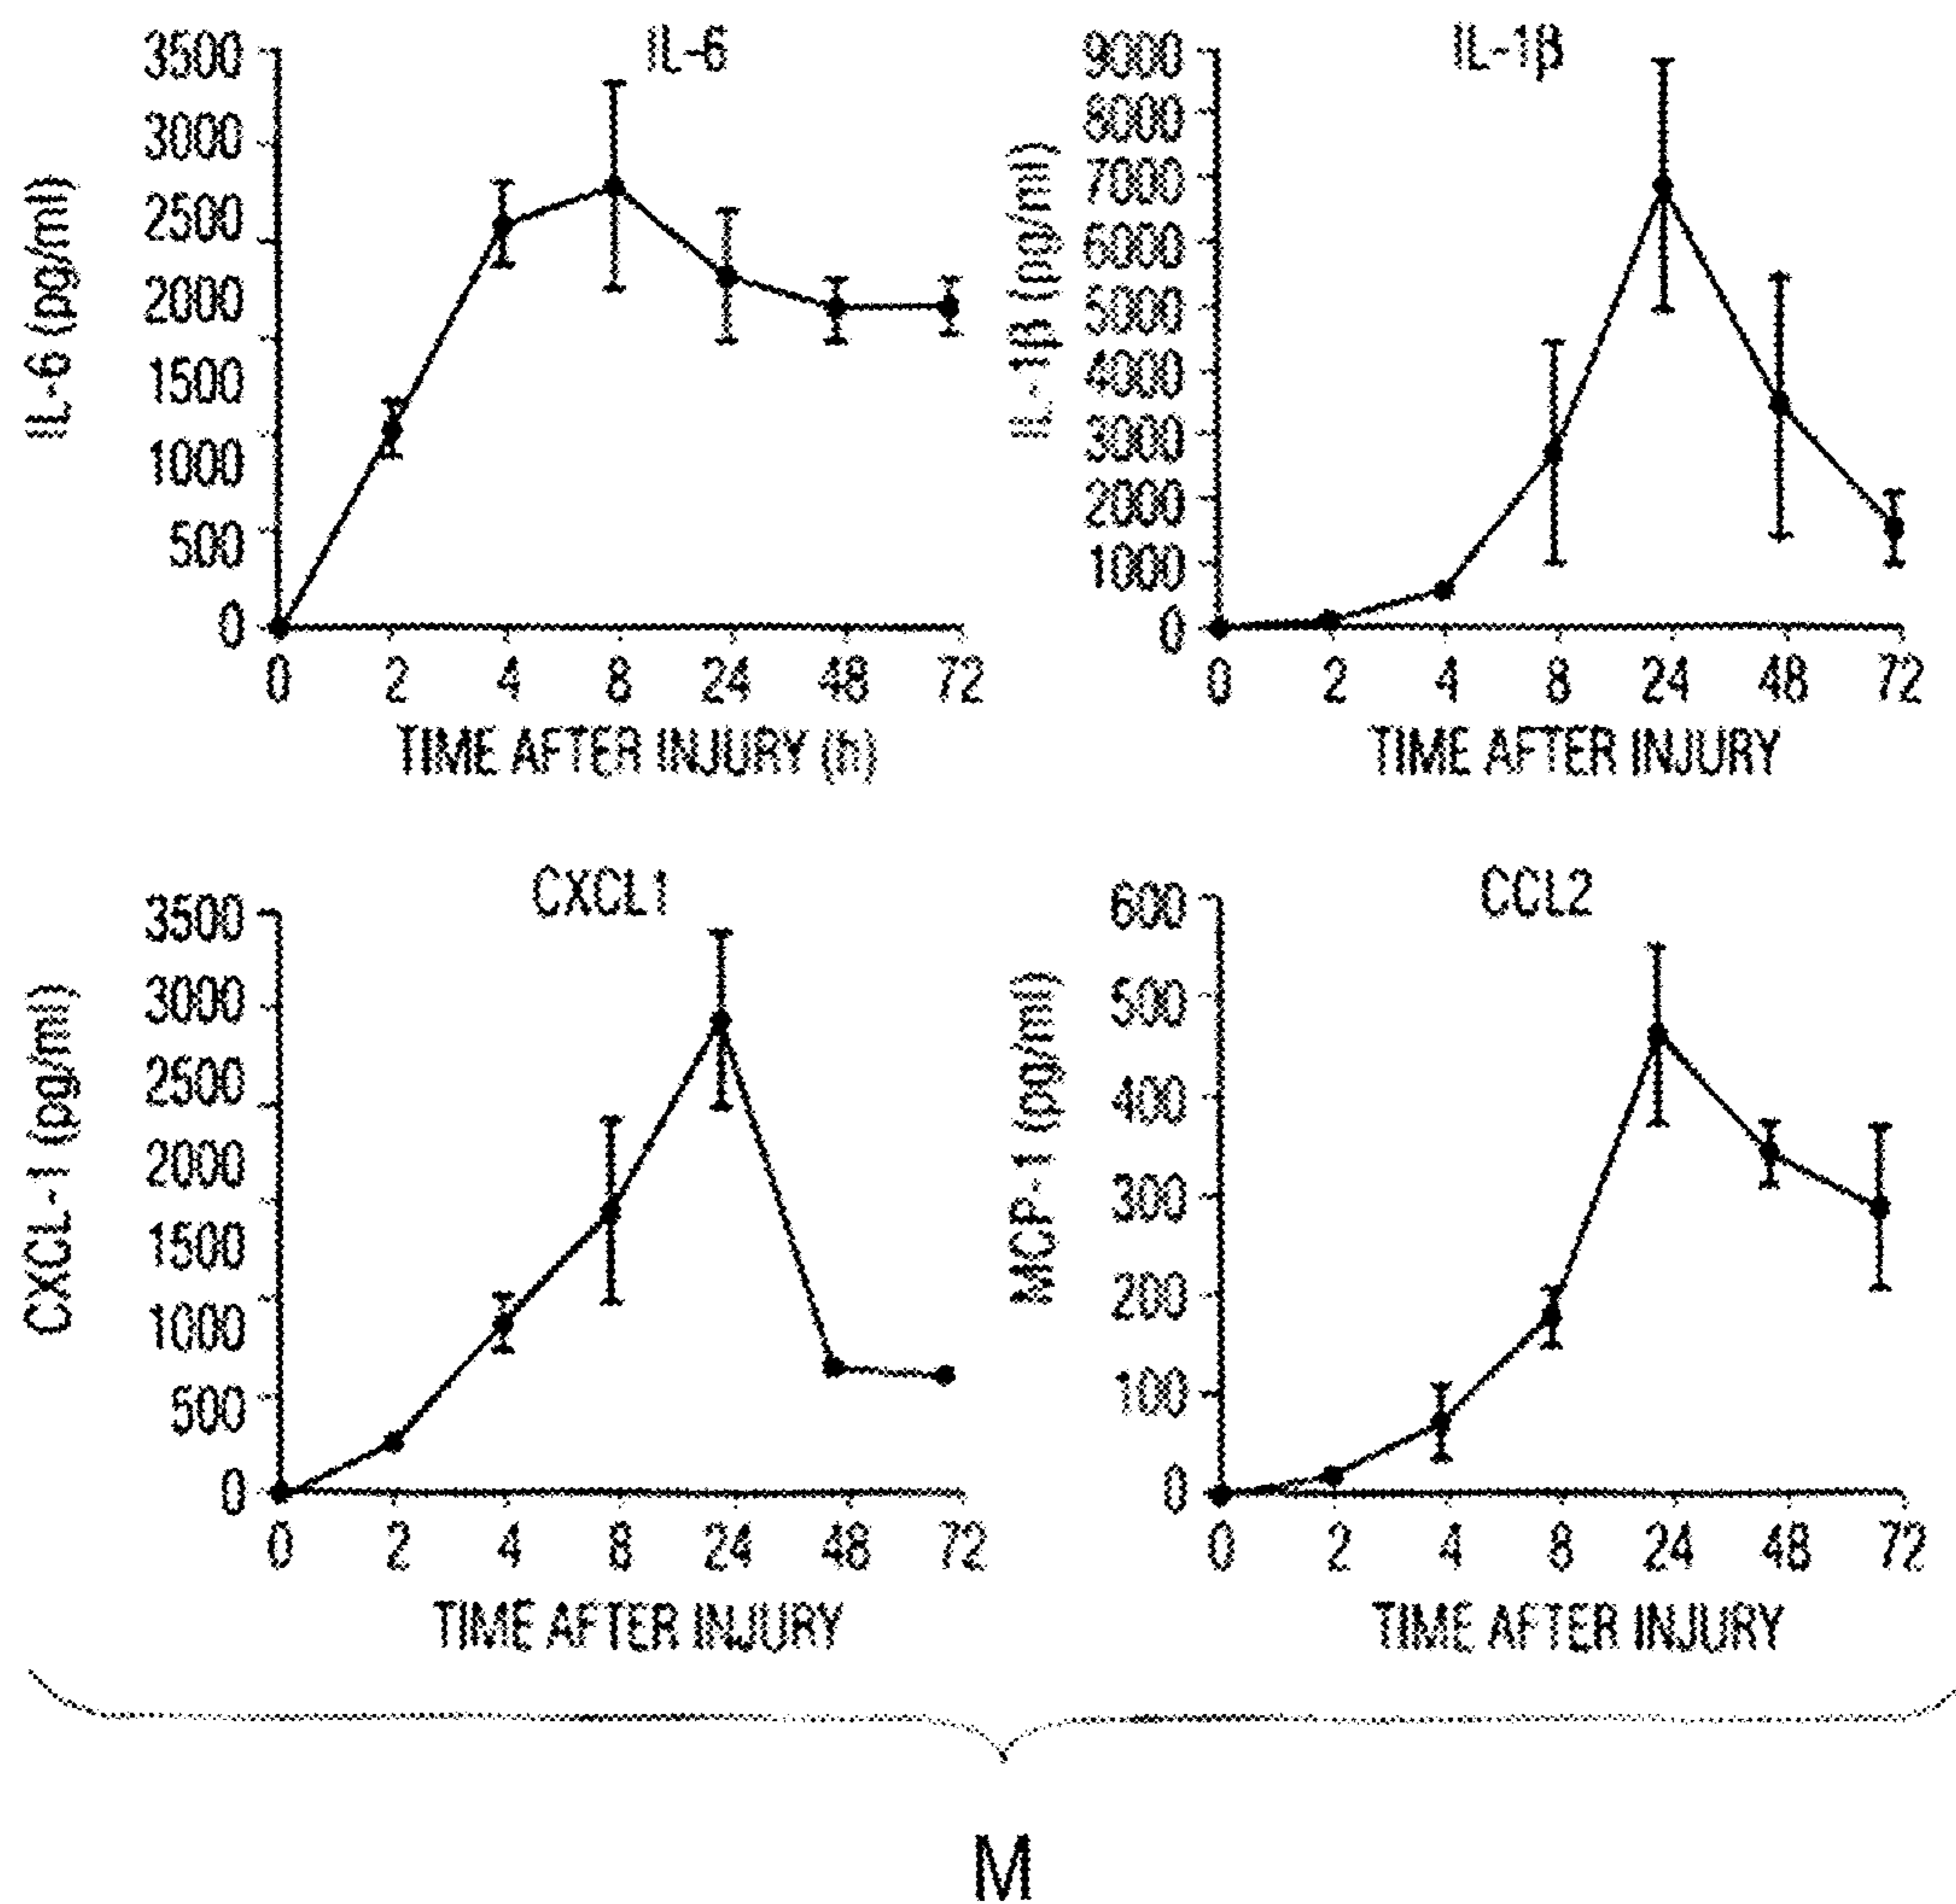 IL-6
IL-6 (pg/ml)
3500
3000
2500
2000
1500
1000
500
0
0 2 4 8 24 48 72
TIME AFTER INJURY (h)
IL-1β
IL-1β (pg/ml)
9000
8000
7000
6000
5000
4000
3000
2000
1000
0
0 2 4 8 24 48 72
TIME AFTER INJURY
CXCL1
CXCL-1 (pg/ml)
3500
3000
2500
2000
1500
1000
500
0
0 2 4 8 24 48 72
TIME AFTER INJURY
CCL2
MCP-1 (pg/ml)
600
500
400
300
200
100
0
0 2 4 8 24 48 72
TIME AFTER INJURY
M